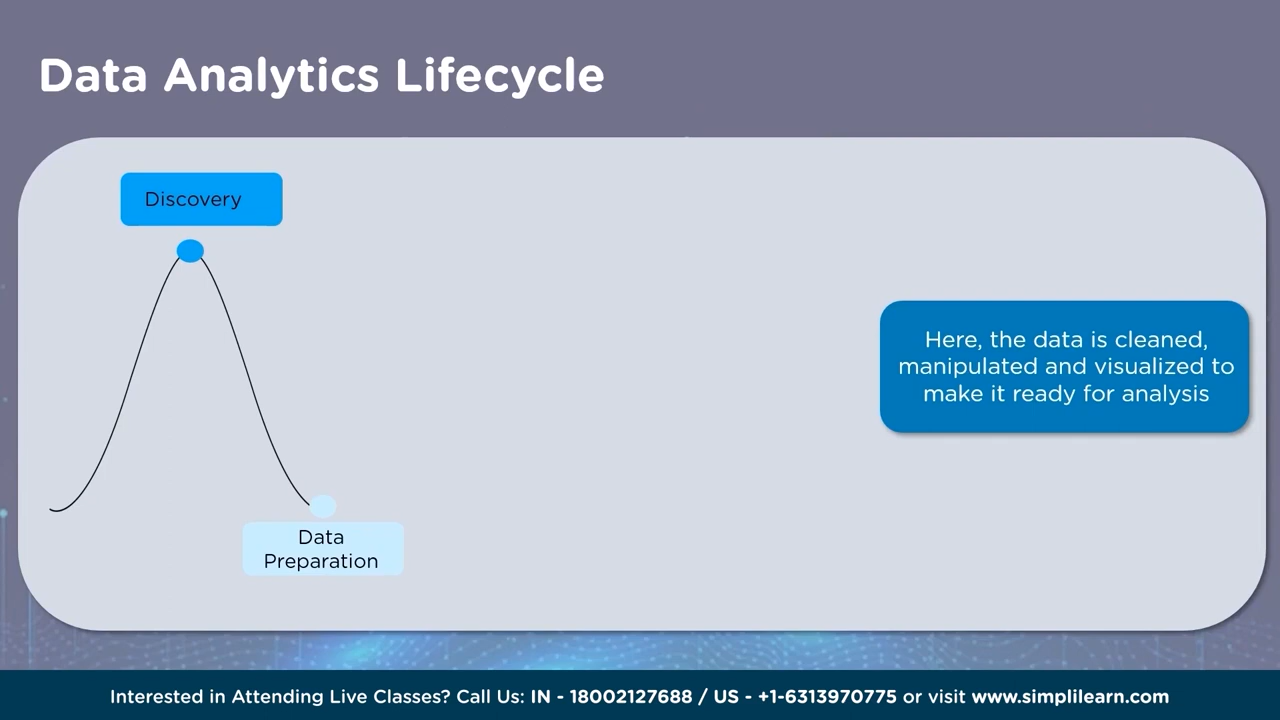 Data Analytics Lifecycle
Discovery
Here, the data is cleaned,
manipulated and visualized to
make it ready for analysis
Data
Preparation
Interested in Attending Live Classes? Call Us: IN - 18002127688 / US - +1-6313970775 or visit www.simplilearn.com